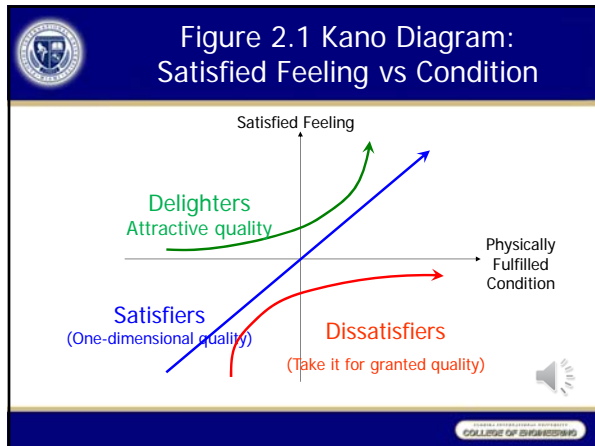 Figure 2.1 Kano Diagram:
Satisfied Feeling vs Condition
Satisfied Feeling
Delighters
Attractive quality
Physically
Fulfilled
Condition
Satisfiers
(One-dimensional quality)
Dissatisfiers
(Take it for granted quality)
COLLEGE OF ENGINEERING